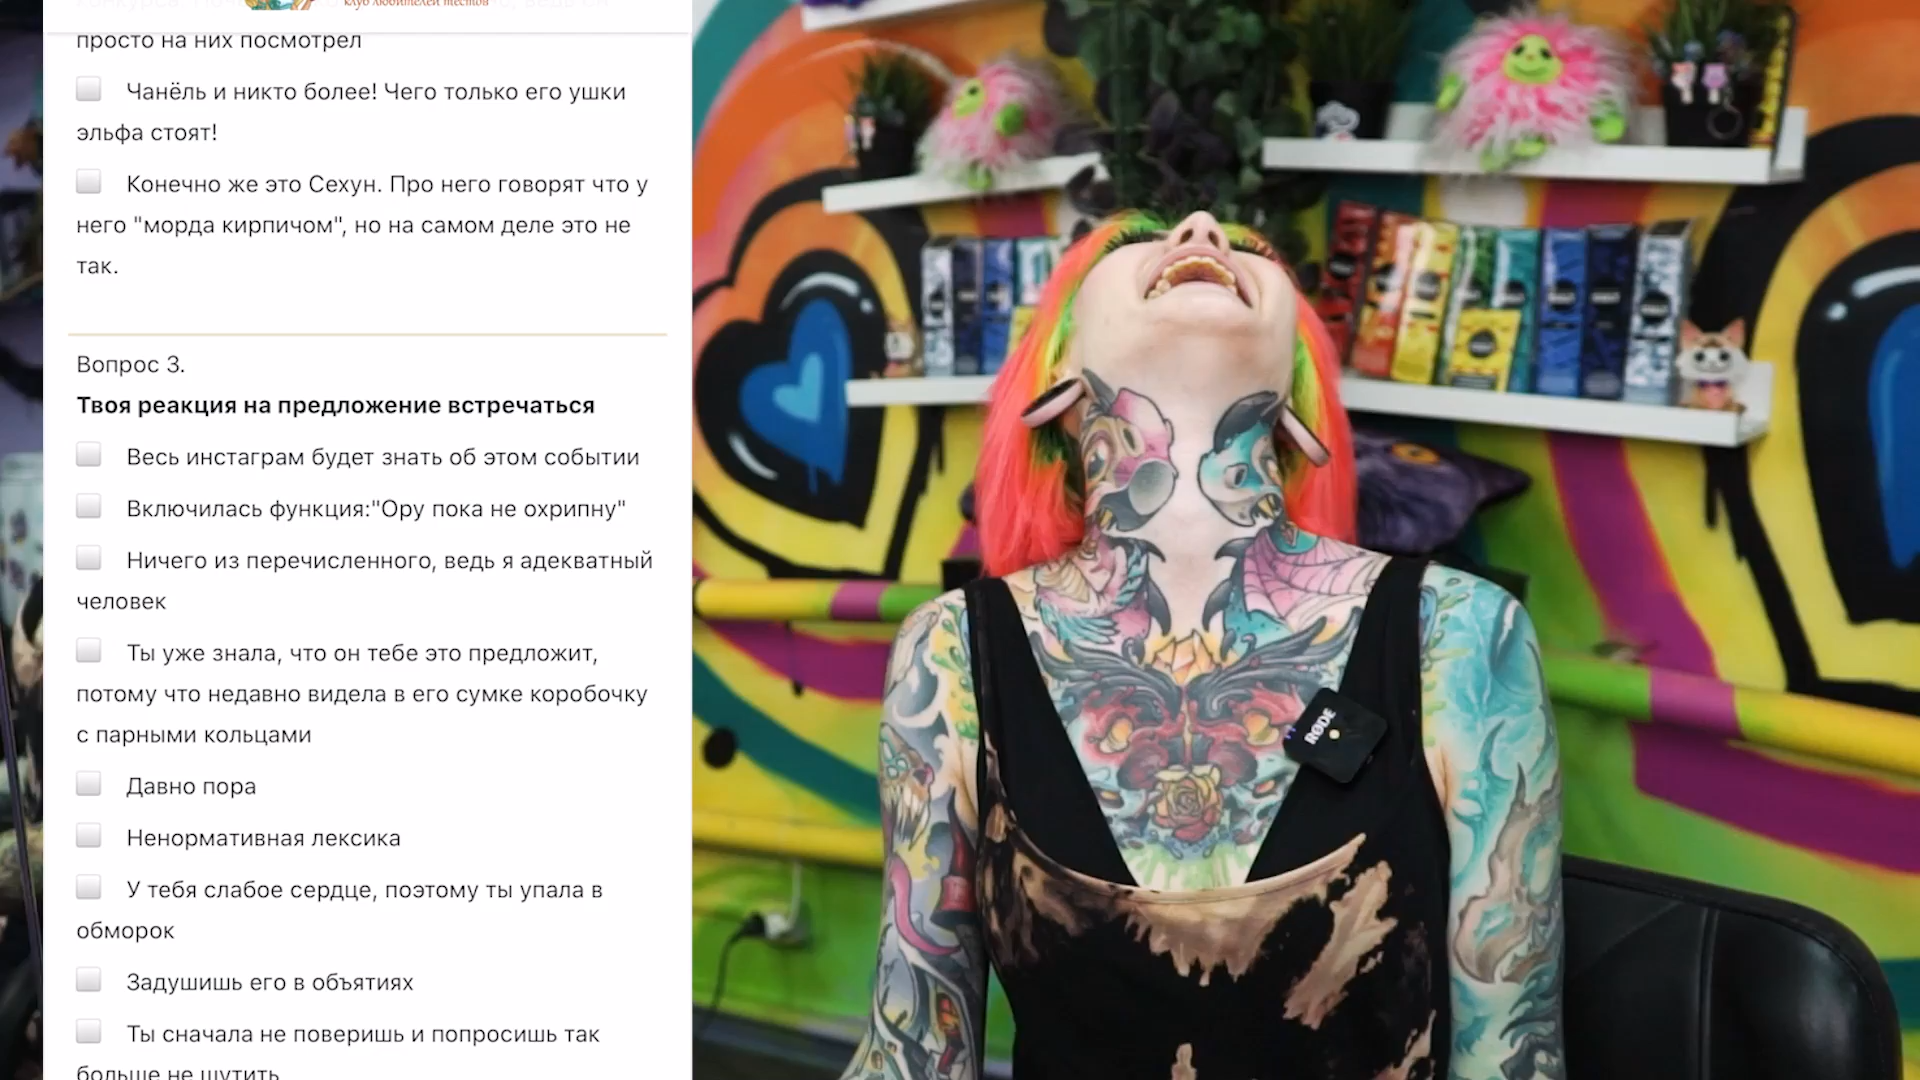 клуб любителей тестов
просто на них посмотрел
Чанёль и никто более! Чего только его ушки
эльфа стоят!
Конечно же это Сехун. Про него говорят что у
него "морда кирпичом", но на самом деле это не
так.
Вопрос 3.
Твоя реакция на предложение встречаться
Весь инстаграм будет знать об этом событии
Включилась функция:"Ору пока не охрипну"
Ничего из перечисленного, ведь я адекватный
человек
Ты уже знала, что он тебе это предложит,
потому что недавно видела в его сумке коробочку
с парными кольцами
Давно пора
Ненормативная лексика
У тебя слабое сердце, поэтому ты упала в
обморок
Задушишь его в объятиях
Ты сначала не поверишь и попросишь так
больше не шутить
RØDE